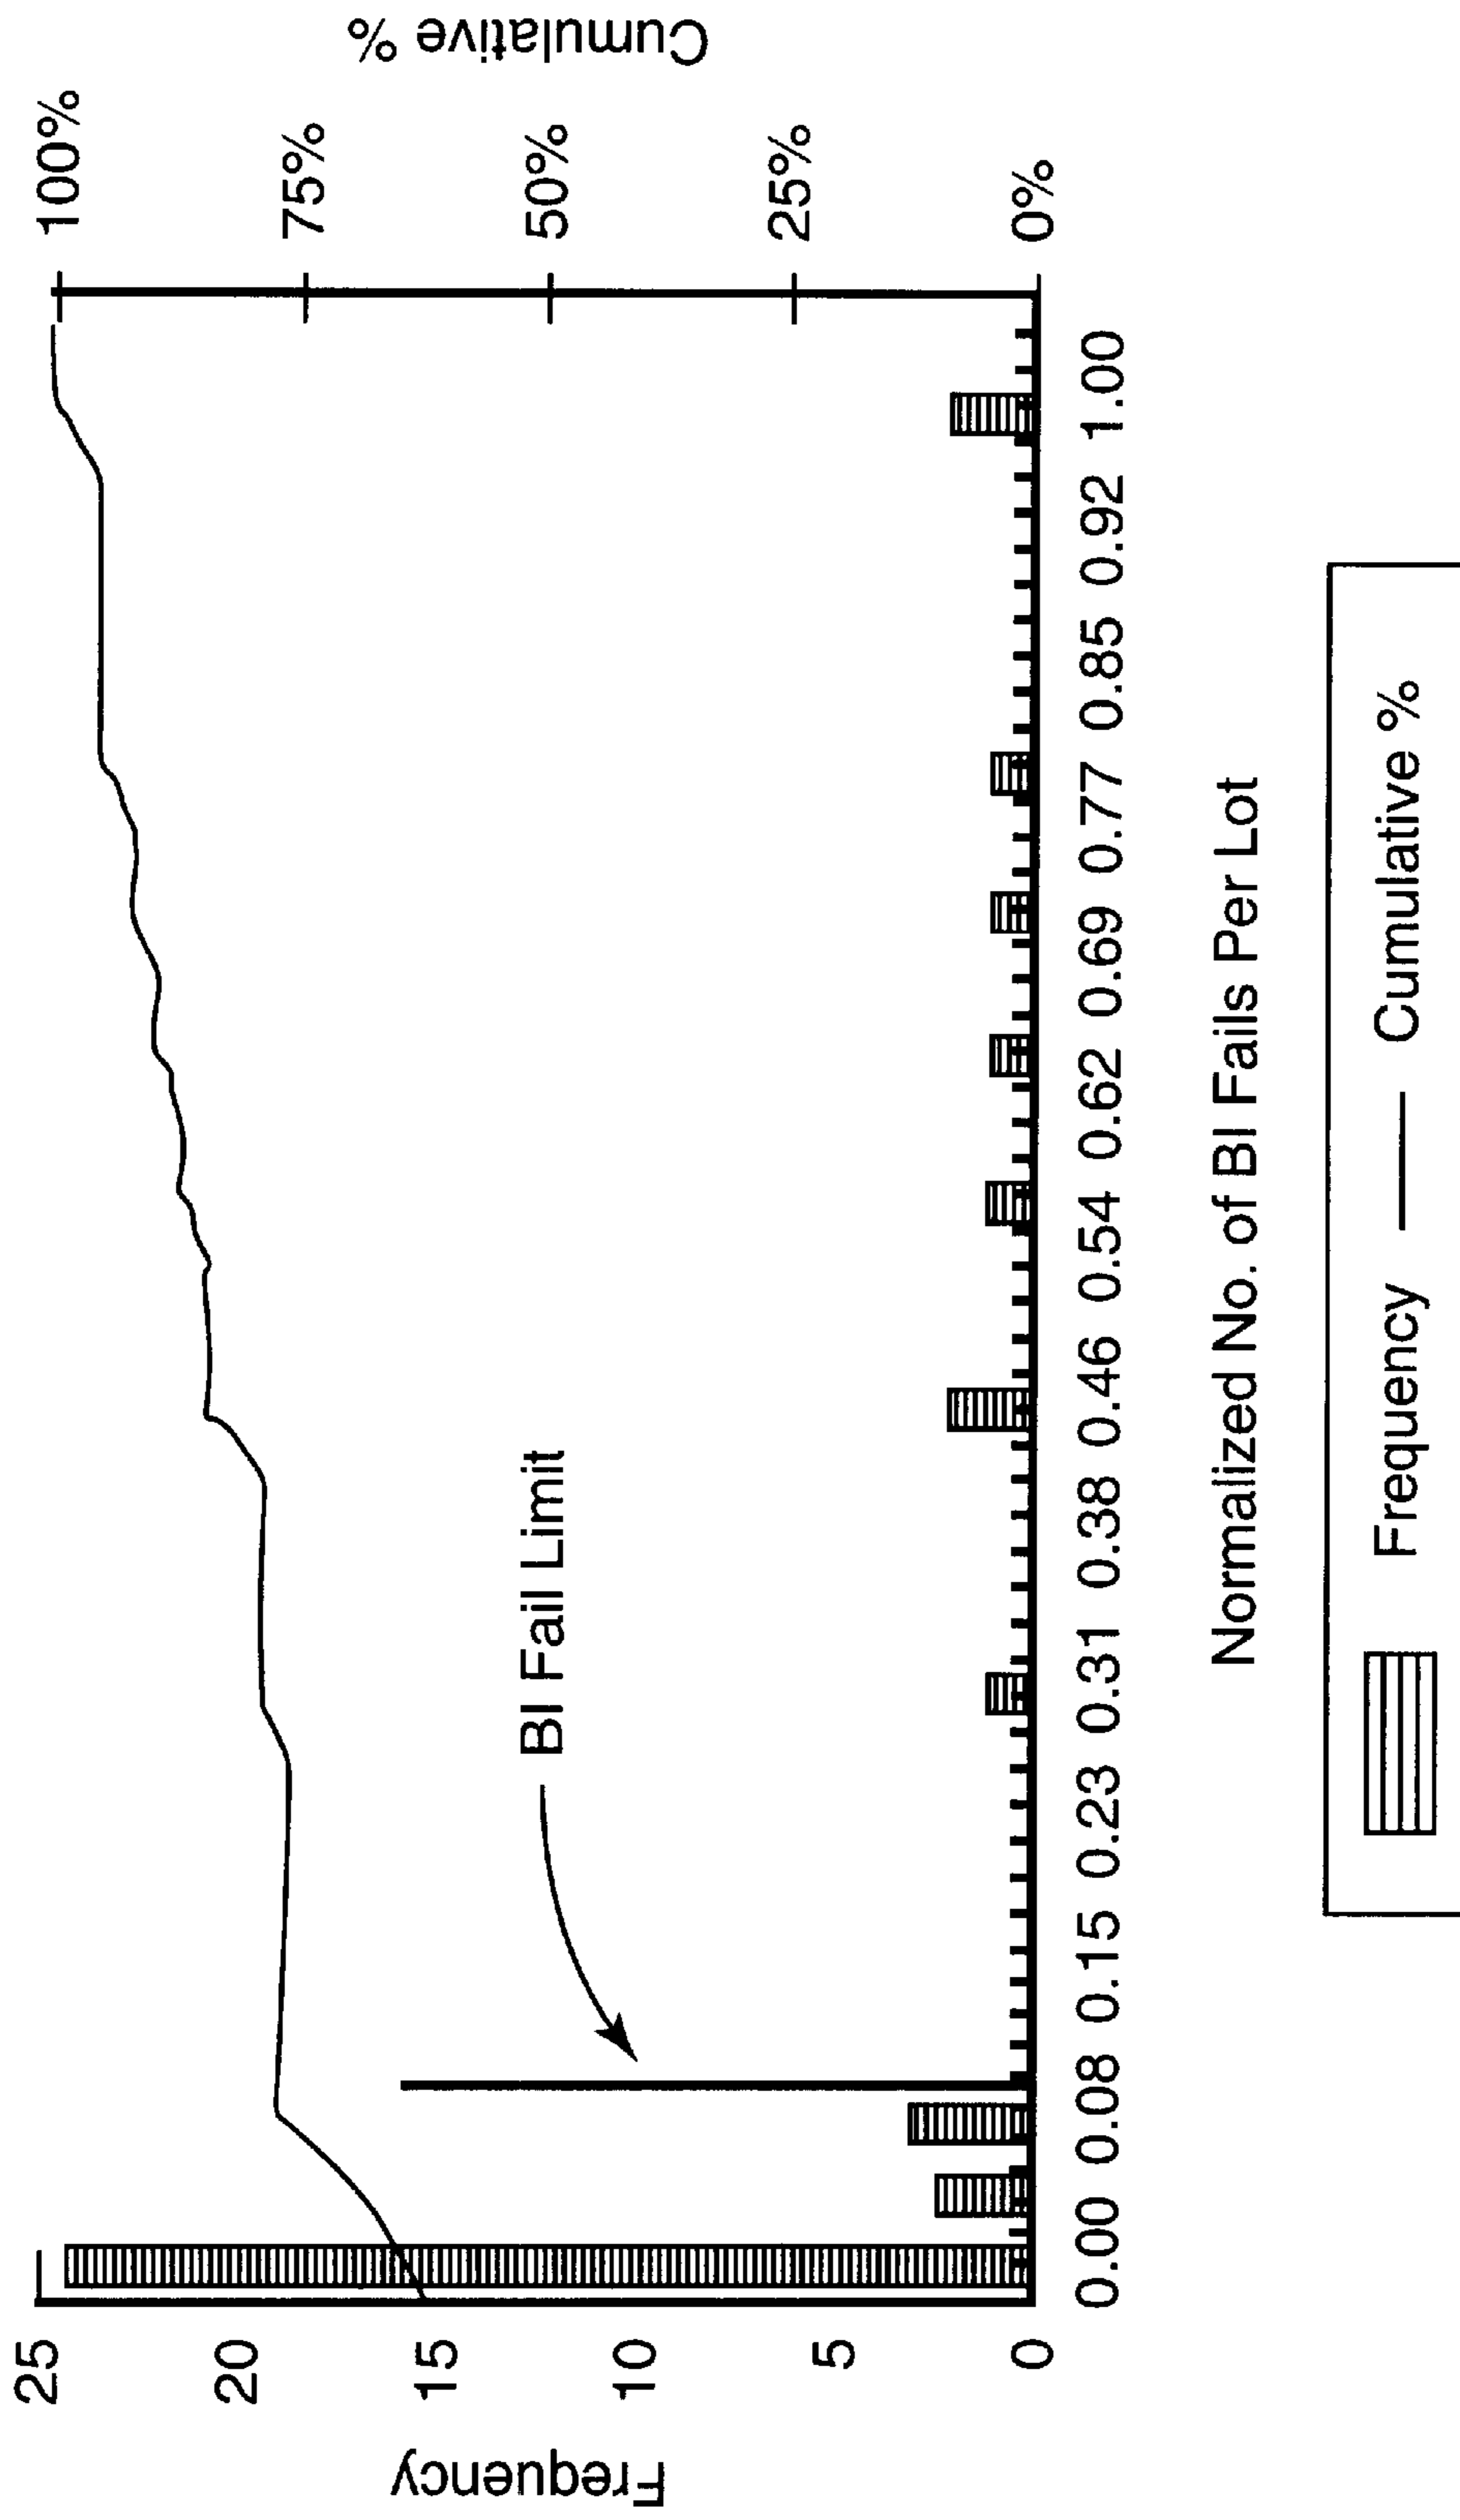 Frequency
25
20
15
10
5
0
BI Fail Limit
100%
75%
50%
25%
0%
Cumulative %
0.00 0.08 0.15 0.23 0.31 0.38 0.46 0.54 0.62 0.69 0.77 0.85 0.92 1.00
Normalized No. of BI Fails Per Lot
Frequency Cumulative %